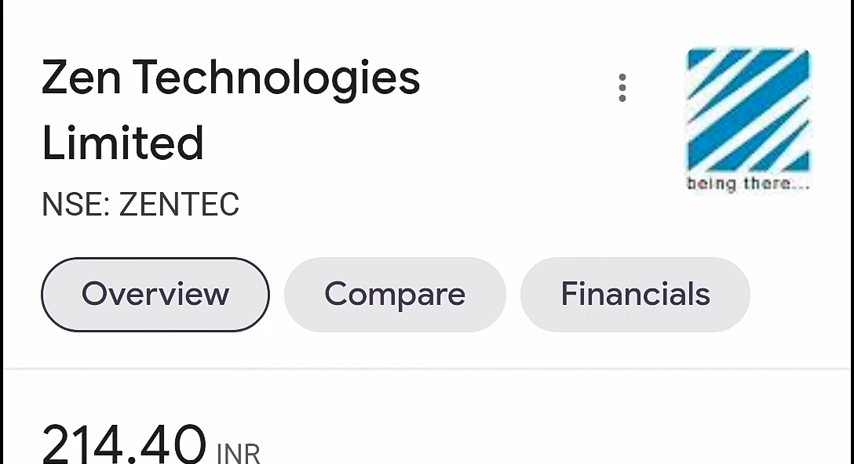 Zen Technologies
Limited
being there...
NSE: ZENTEC
Overview Compare Financials
214.40 INR